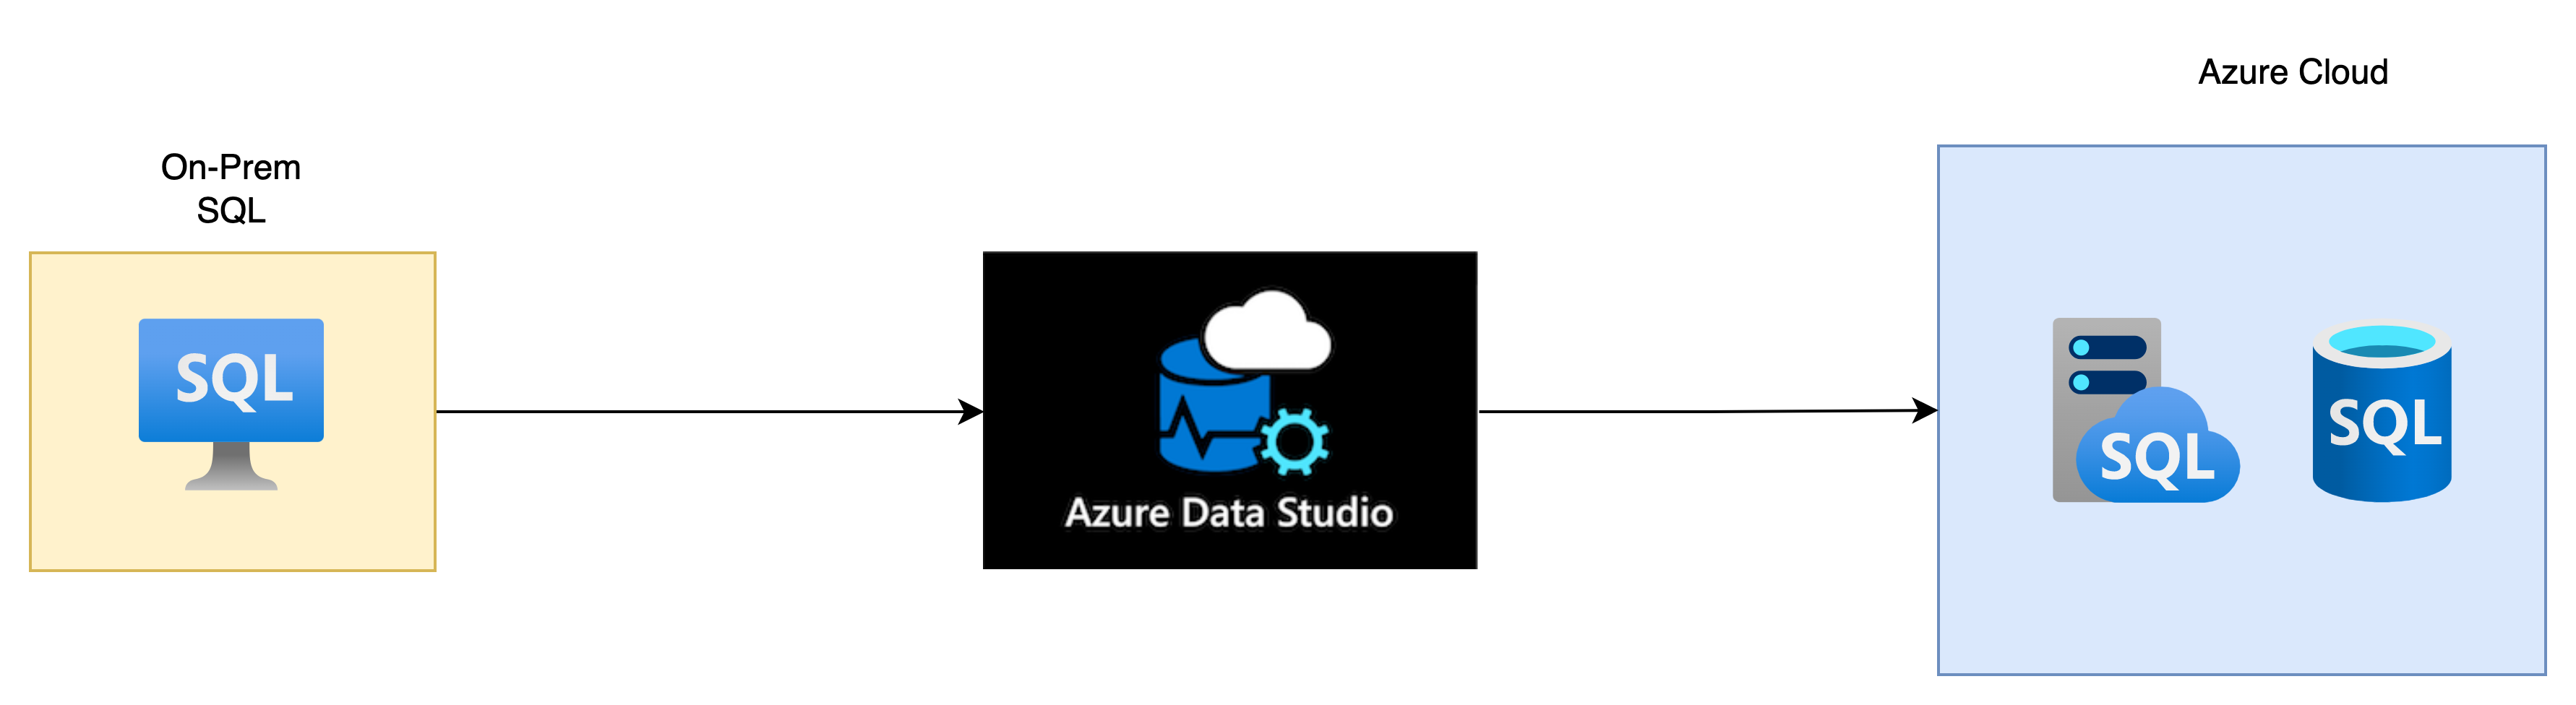 Azure Cloud
On-Prem
SQL
SQL
Azure Data Studio
SQL
SQL